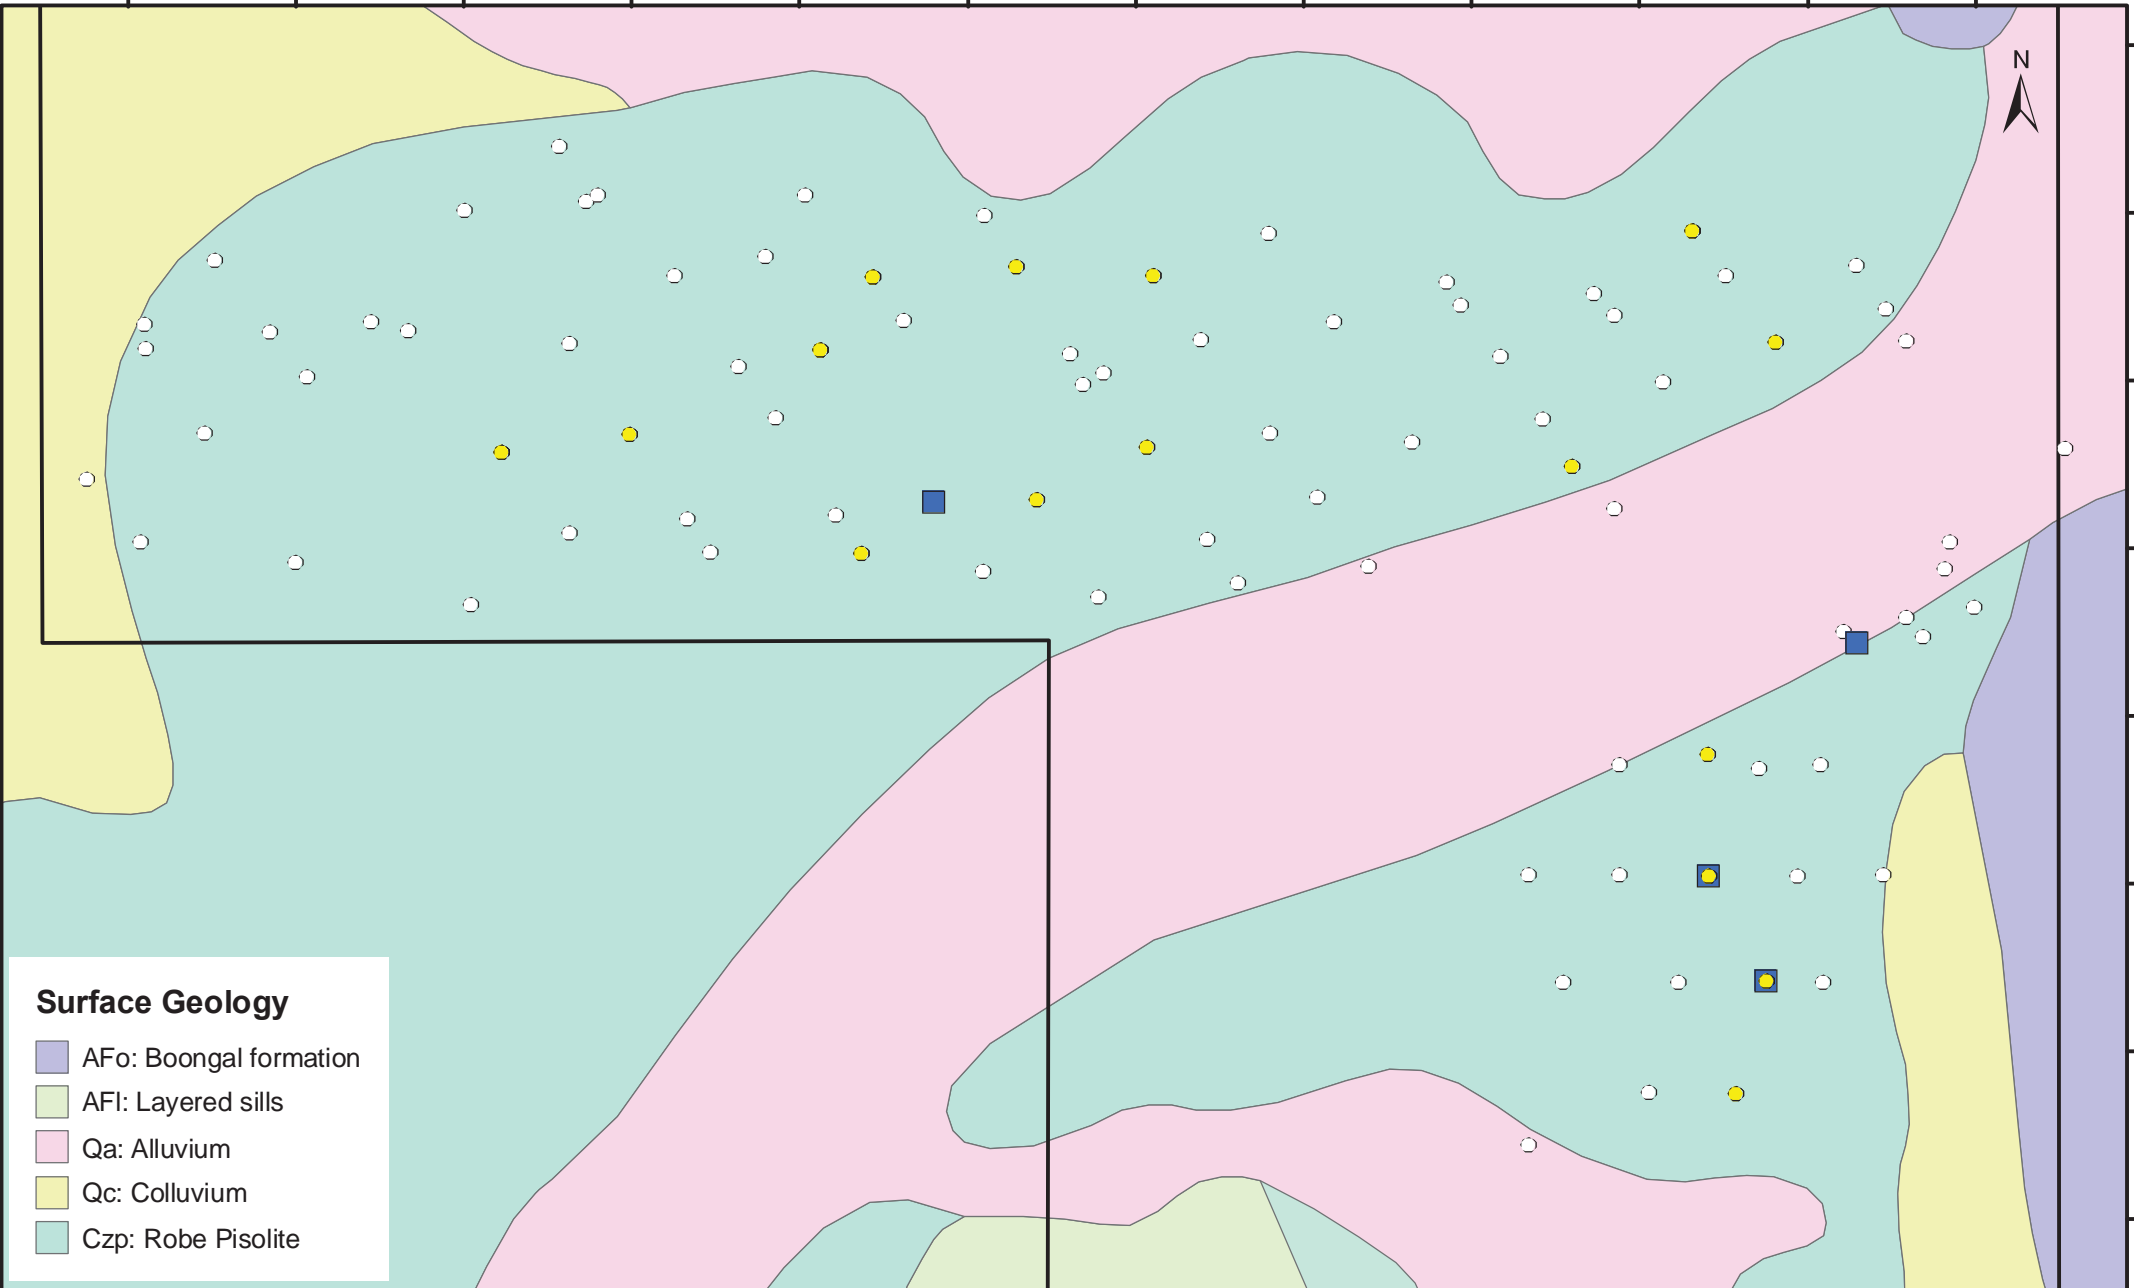 N
Surface Geology
AFo: Boongal formation
AFl: Layered sills
Qa: Alluvium
Qc: Colluvium
Czp: Robe Pisolite